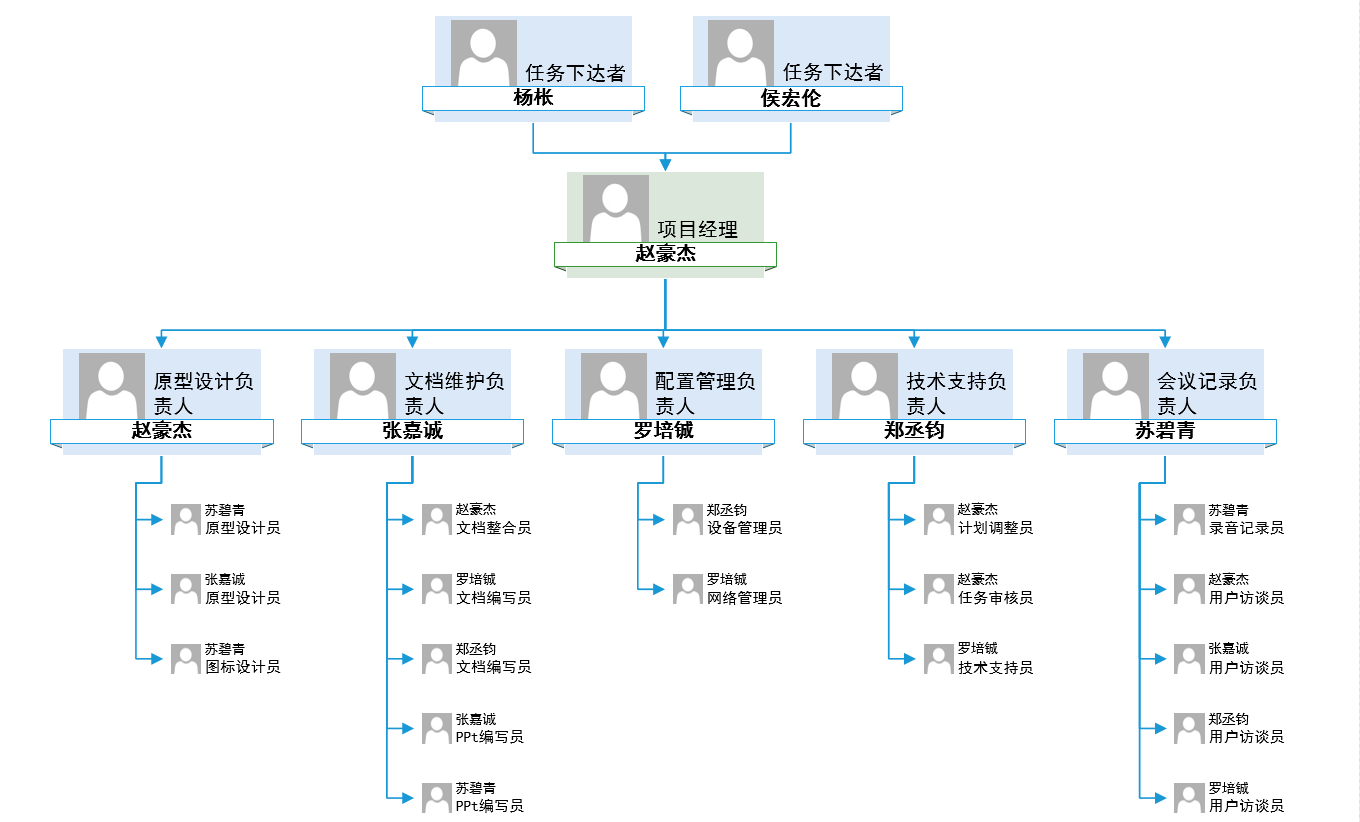 任务下达者
杨枨
任务下达者
侯宏伦
项目经理
赵豪杰
原型设计负
责人
赵豪杰
文档维护负
责人
张嘉诚
配置管理负
责人
罗培铖
技术支持负
责人
郑丞钧
会议记录负
责人
苏碧青
苏碧青
原型设计员
张嘉诚
原型设计员
苏碧青
图标设计员
赵豪杰
文档整合员
罗培铖
文档编写员
郑丞钧
文档编写员
张嘉诚
PPt编写员
苏碧青
PPt编写员
郑丞钧
设备管理员
罗培铖
网络管理员
赵豪杰
计划调整员
赵豪杰
任务审核员
罗培铖
技术支持员
苏碧青
录音记录员
赵豪杰
用户访谈员
张嘉诚
用户访谈员
郑丞钧
用户访谈员
罗培铖
用户访谈员